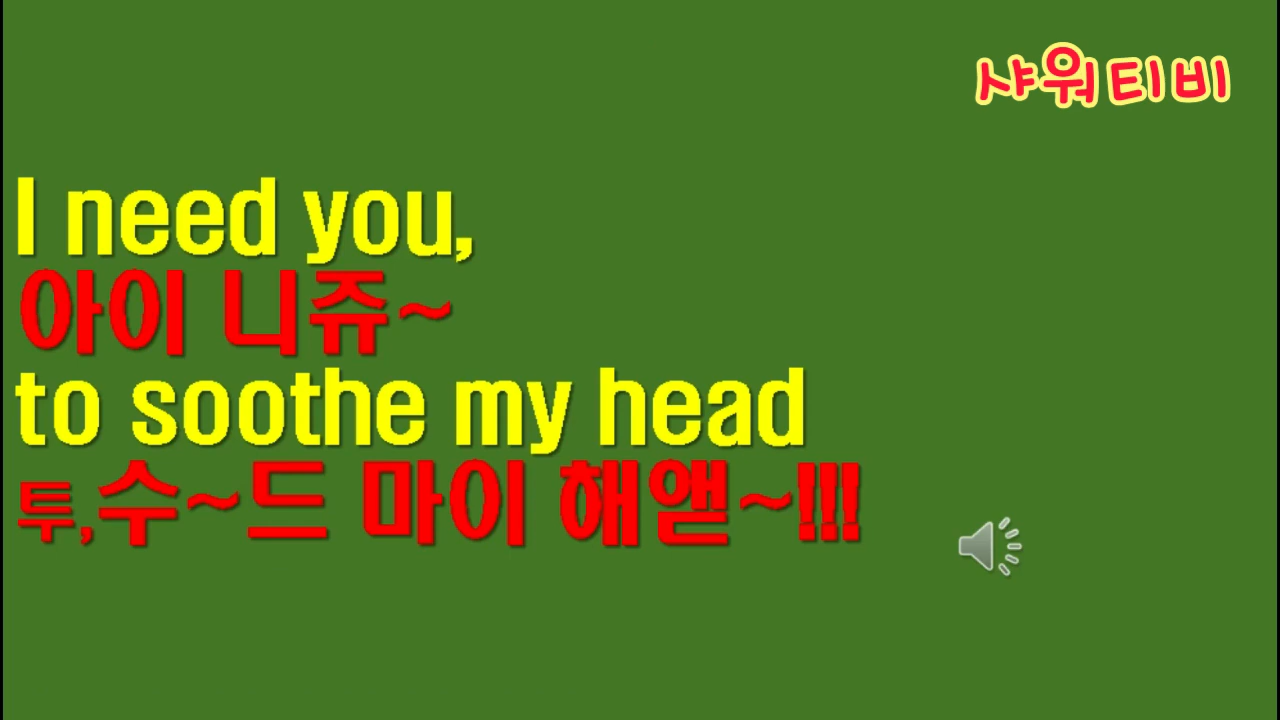 샤워티비
I need you,
아이 니쥬~
to soothe my head
투,수~드 마이 해앧~!!!